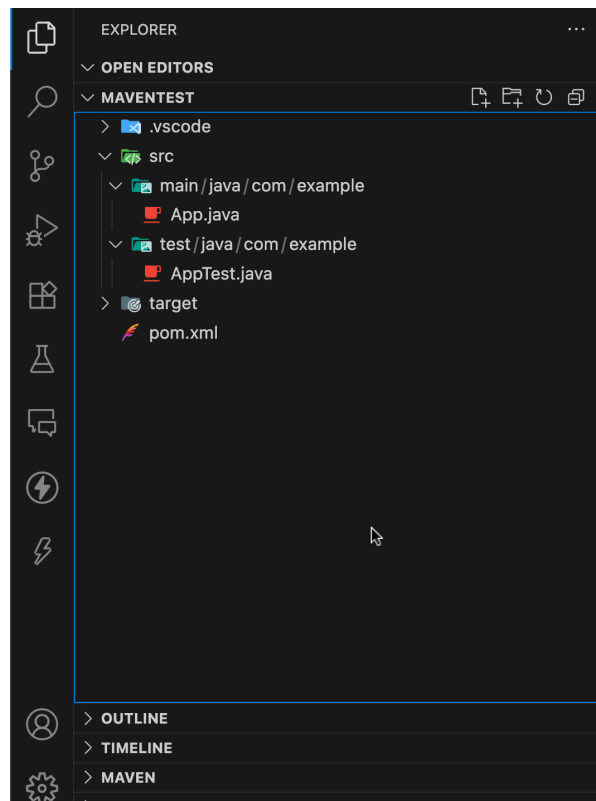 EXPLORER
OPEN EDITORS
MAVENTEST
.vscode
src
main/java/com/example
App.java
test/java/com/example
AppTest.java
target
pom.xml
OUTLINE
TIMELINE
MAVEN